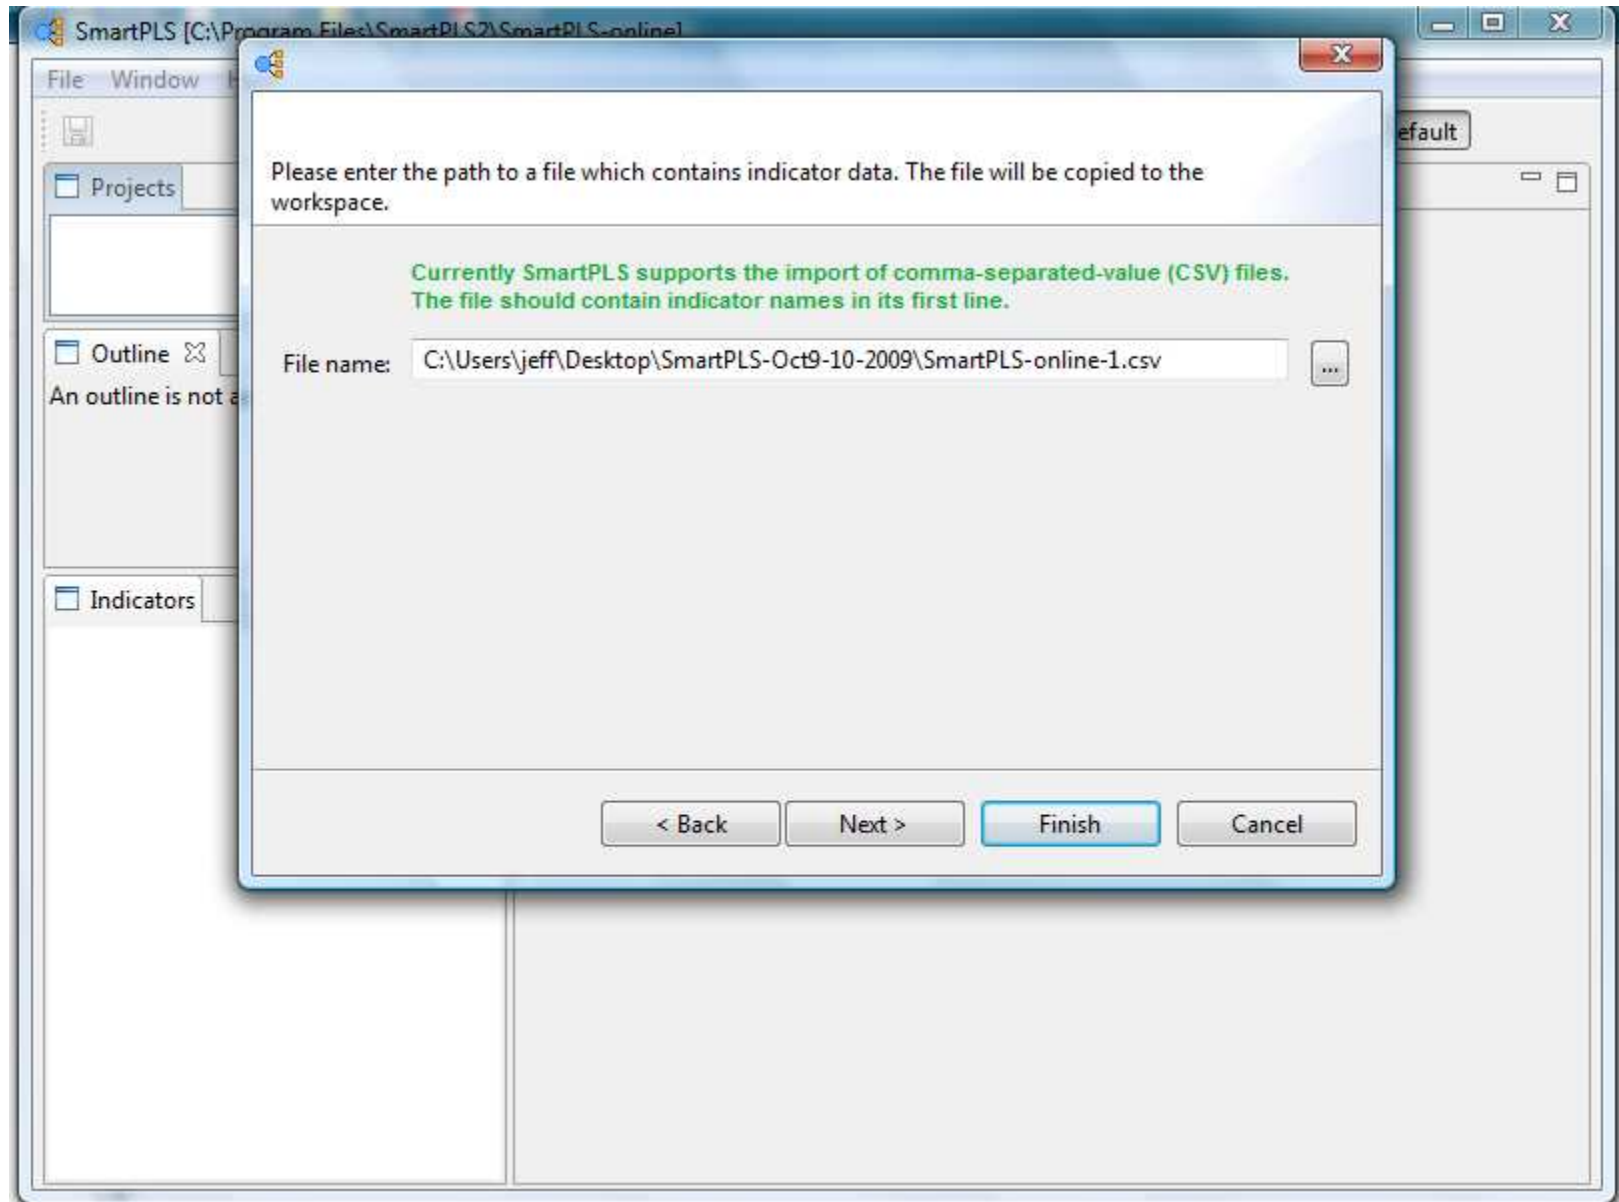 SmartPLS [C:\Program Files\SmartPLS2\SmartPLS-online]
File Window
efault
Projects
Please enter the path to a file which contains indicator data. The file will be copied to the
workspace.
Currently SmartPLS supports the import of comma-separated-value (CSV) files.
The file should contain indicator names in its first line.
Outline
File name: C:\Users\jeff\Desktop\SmartPLS-Oct9-10-2009\SmartPLS-online-1.csv ...
An outline is not a
Indicators
< Back Next > Finish Cancel